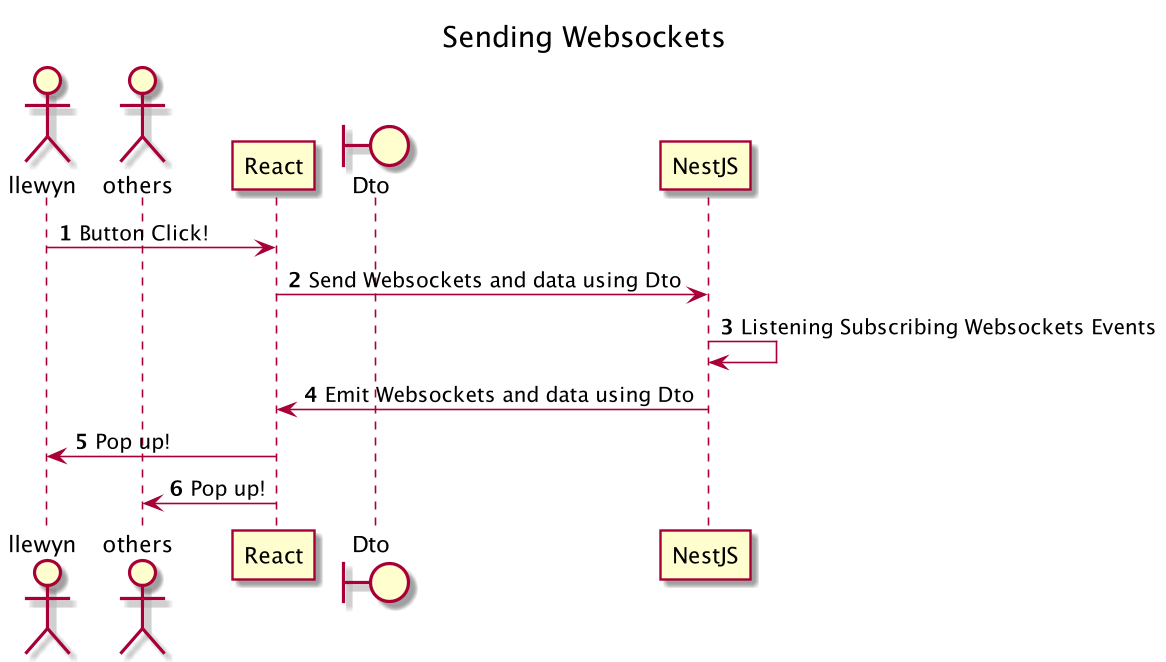 Sending Websockets
llewyn others React Dto NestJS
1 Button Click!
2 Send Websockets and data using Dto
3 Listening Subscribing Websockets Events
4 Emit Websockets and data using Dto
5 Pop up!
6 Pop up!
llewyn others React Dto NestJS